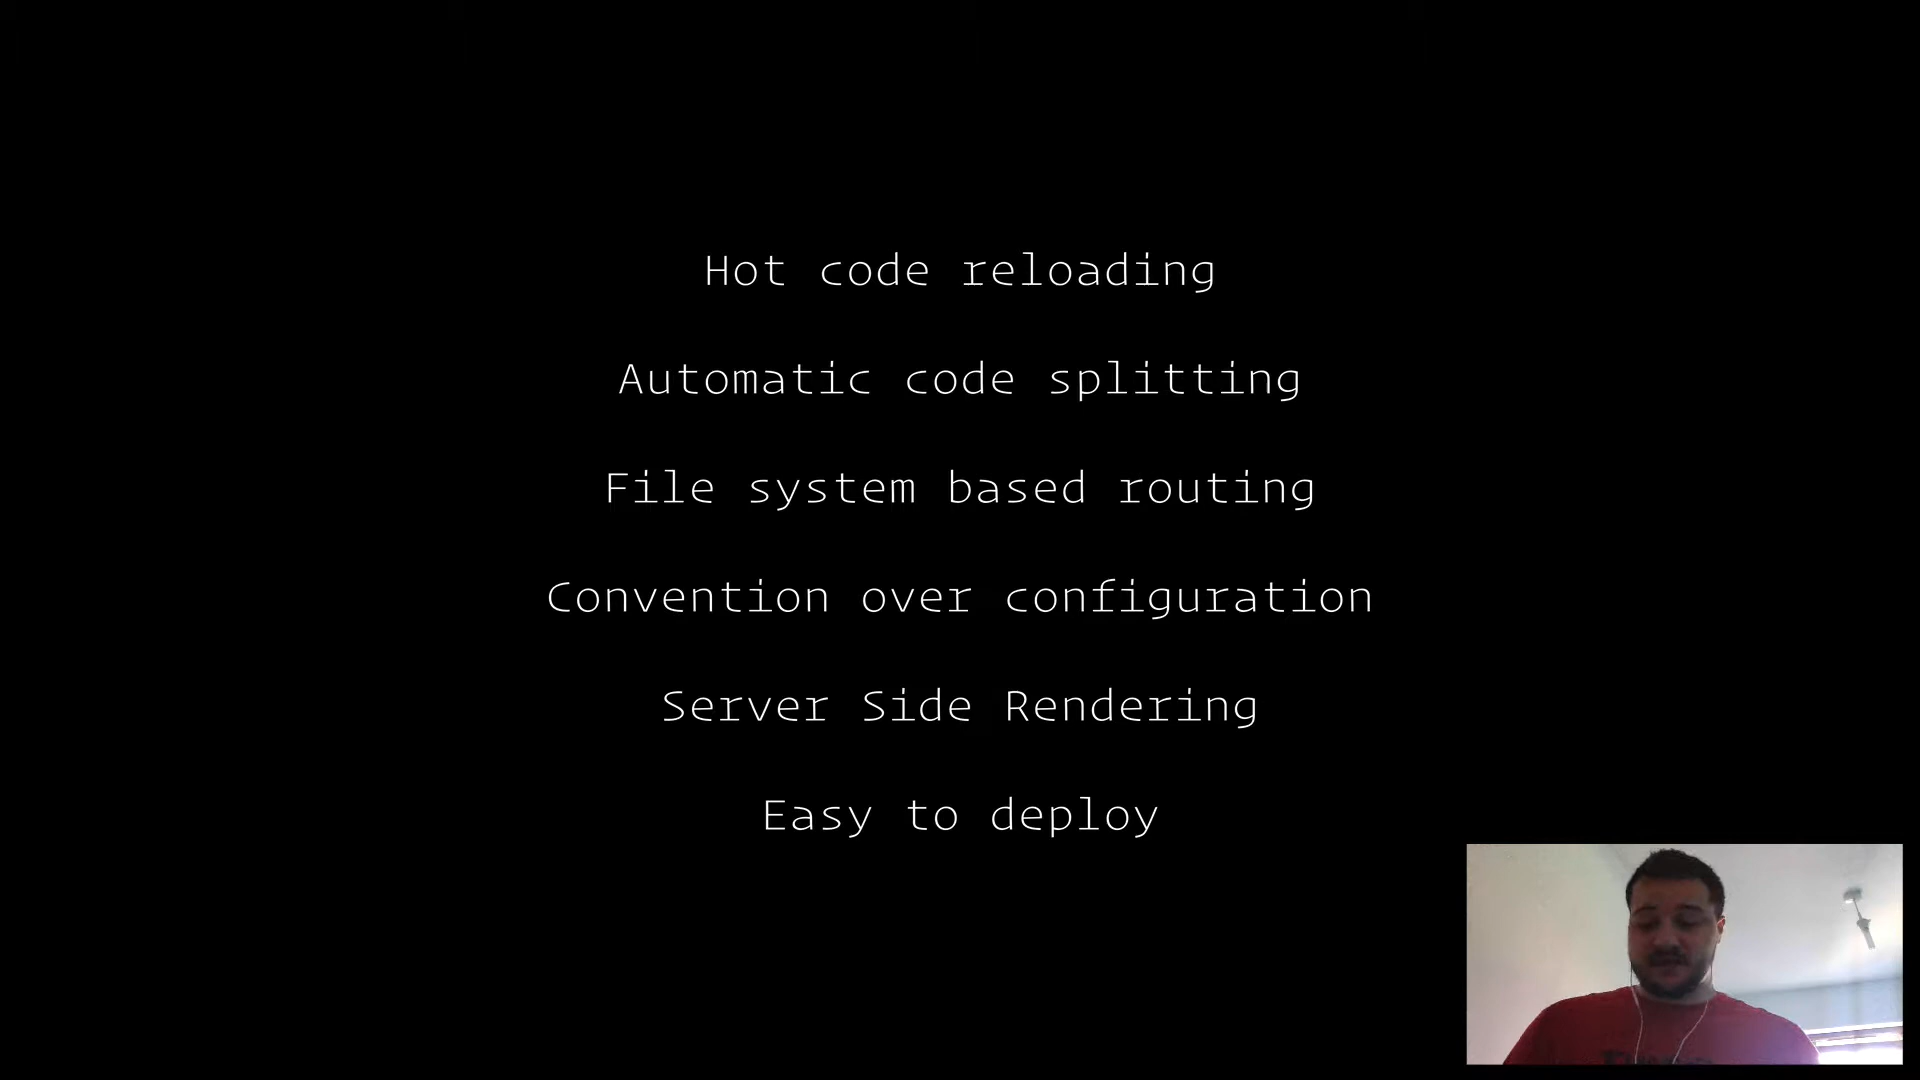 Hot code reloading
Automatic code splitting
File system based routing
Convention over configuration
Server Side Rendering
Easy to deploy